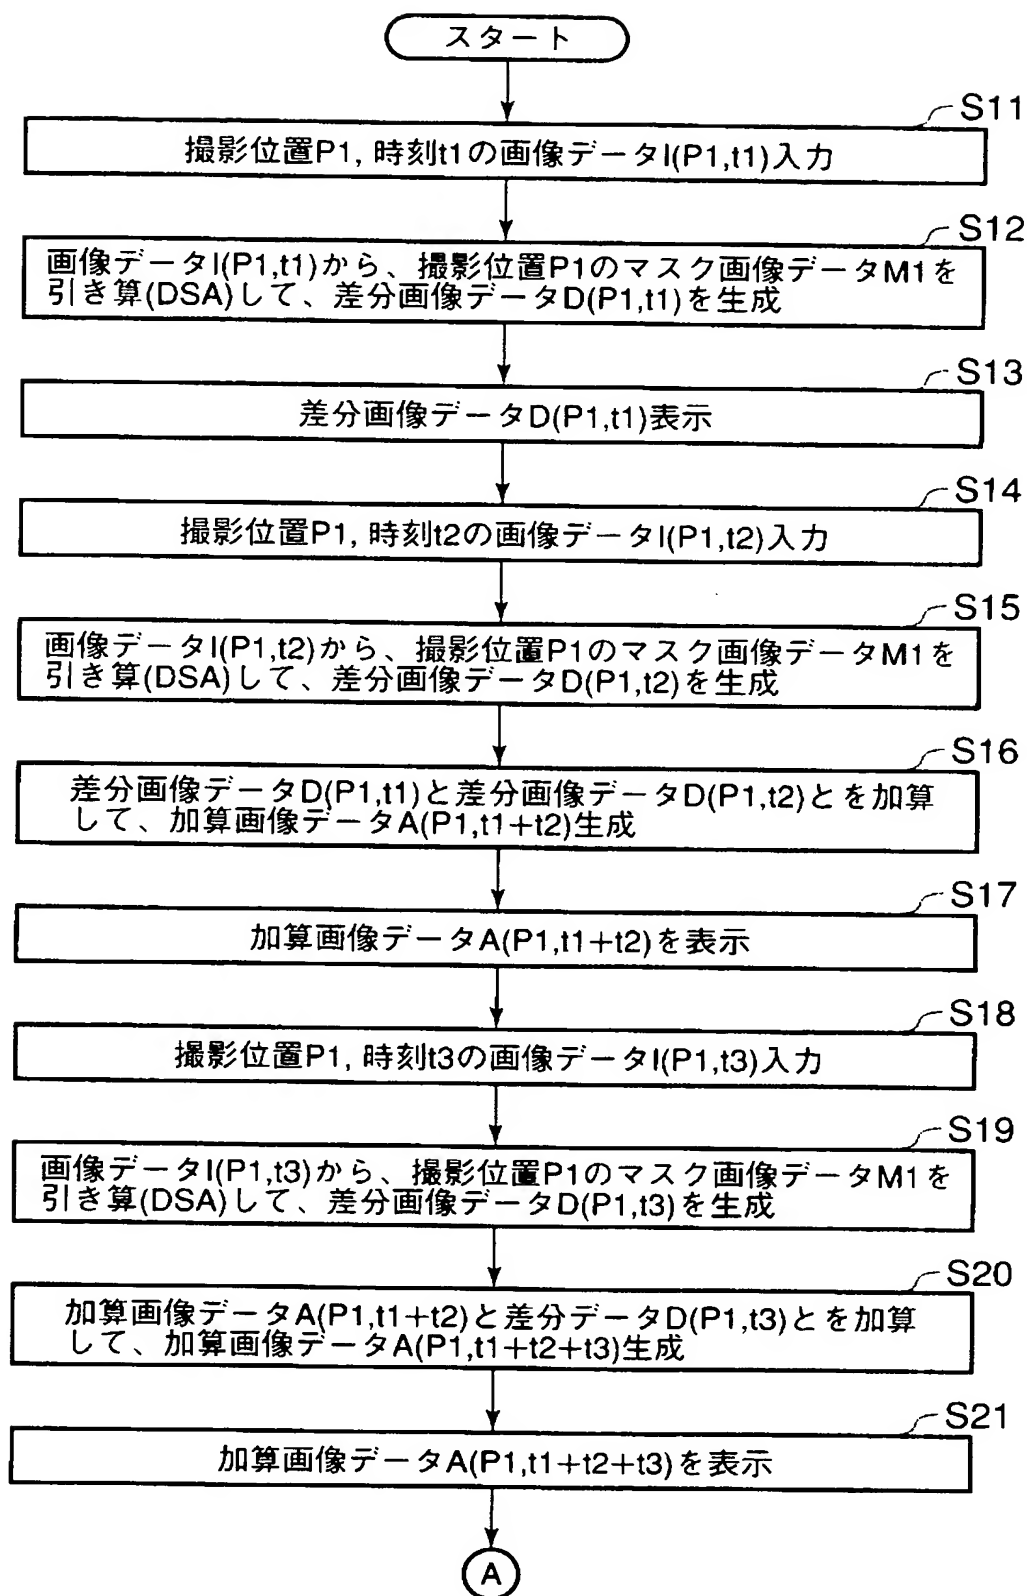 スタート
S11
撮影位置P1, 時刻t1の画像データI(P1,t1)入力
S12
画像データI(P1,t1)から、撮影位置P1のマスク画像データM1を
引き算(DSA)して、差分画像データD(P1,t1)を生成
S13
差分画像データD(P1,t1)表示
S14
撮影位置P1, 時刻t2の画像データI(P1,t2)入力
S15
画像データI(P1,t2)から、撮影位置P1のマスク画像データM1を
引き算(DSA)して、差分画像データD(P1,t2)を生成
S16
差分画像データD(P1,t1)と差分画像データD(P1,t2)とを加算
して、加算画像データA(P1,t1+t2)生成
S17
加算画像データA(P1,t1+t2)を表示
S18
撮影位置P1, 時刻t3の画像データI(P1,t3)入力
S19
画像データI(P1,t3)から、撮影位置P1のマスク画像データM1を
引き算(DSA)して、差分画像データD(P1,t3)を生成
S20
加算画像データA(P1,t1+t2)と差分データD(P1,t3)とを加算
して、加算画像データA(P1,t1+t2+t3)生成
S21
加算画像データA(P1,t1+t2+t3)を表示
A